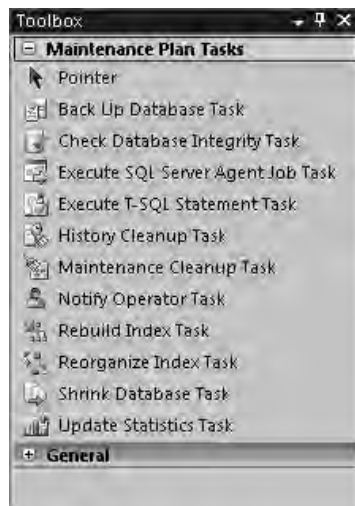 Toolbox
Maintenance Plan Tasks
Pointer
Back Up Database Task
Check Database Integrity Task
Execute SQL Server Agent Job Task
Execute T-SQL Statement Task
History Cleanup Task
Maintenance Cleanup Task
Notify Operator Task
Rebuild Index Task
Reorganize Index Task
Shrink Database Task
Update Statistics Task
General